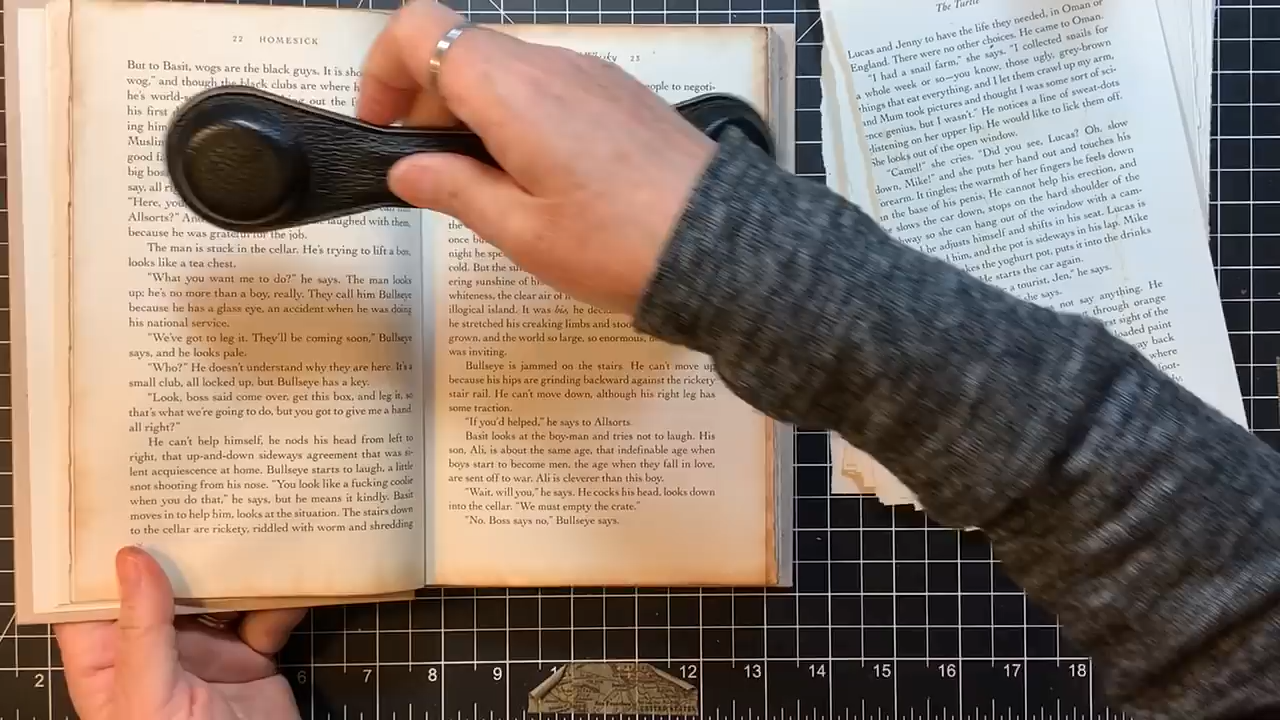 22 HOMESICK
But to Basit, wogs are the black guys. It is
wog," and though the black clubs are where
he's out the
his first
ing him
Muslim
good
big
say, all
"Here,
Allsorts?" laughed with them,
because he was grateful for the job.
The man is stuck in the cellar. He's trying to lift a box,
looks like a tea chest.
"What you want me to do?" he says. The man looks
up; he's no more than a boy, really. They call him Bullseye
because he has a glass eye, an accident when he was doing
his national service.
"We've got to leg it. They'll be coming soon," Bullseye
says, and he looks pale.
"Who?" He doesn't understand why they are here. It's a
small club, all locked up, but Bullseye has a key.
"Look, boss said come over, get this box, and leg it, so
that's what we're going to do, but you got to give me a hand,
all right?"
He can't help himself, he nods his head from left to
right, that up-and-down sideways agreement that was si-
lent acquiescence at home. Bullseye starts to laugh, a little
snot shooting from his nose. "You look like a fucking coolie
when you do that," he says, but he means it kindly. Basit
moves in to help him, looks at the situation. The stairs down
to the cellar are rickety, riddled with worm and shredding
Whisky 23
people to negoti-
the
once
night he
cold. But the
ering sunshine of
whiteness, the clear air of
illogical island. It was his, he
he stretched his creaking limbs and stood
grown, and the world so large, so enormous,
was inviting.
Bullseye is jammed on the stairs. He can't move up
because his hips are grinding backward against the rickety
stair rail. He can't move down, although his right leg has
some traction.
"If you'd helped," he says to Allsorts.
Basit looks at the boy-man and tries not to laugh. His
son, Ali, is about the same age, that indefinable age when
boys start to become men, the age when they fall in love,
are sent off to war. Ali is cleverer than this boy.
"Wait, will you," he says. He cocks his head, looks down
into the cellar. "We must empty the crate."
"No. Boss says no," Bullseye says.
The Turtle
Lucas and Jenny to have the life they needed, in Oman or
England. There were no other choices. He came to Oman.
"I had a snail farm," she says. "I collected snails for
a whole week or so—you know, those ugly, grey-brown
things that eat everything, and I let them crawl up my arm,
and Mum took pictures and thought I was some sort of sci-
ence genius, but I wasn't." He notices a line of sweat-dots
glistening on her upper lip. He would like to lick them off.
She looks out of the open window.
"Camel!" she cries. "Did you see, Lucas? Oh, slow
down, Mike!" and she puts her hand out and touches his
forearm. It tingles, the warmth of her fingers he feels down
in the base of his penis. He cannot help his erection, and
slows the car down, stops on the hard shoulder of the
so she can hang out of the window with a cam-
he adjusts himself and shifts in his seat. Lucas is
him, and the pot is sideways in his lap. Mike
takes the yoghurt pot, puts it into the drinks
He starts the car again.
a tourist, Jen," he says.
she says.
not say anything. He
through orange
sight of the
loaded paint
way back
where
foot-
2 6 7 8 9 12 13 14 15 16 17 18